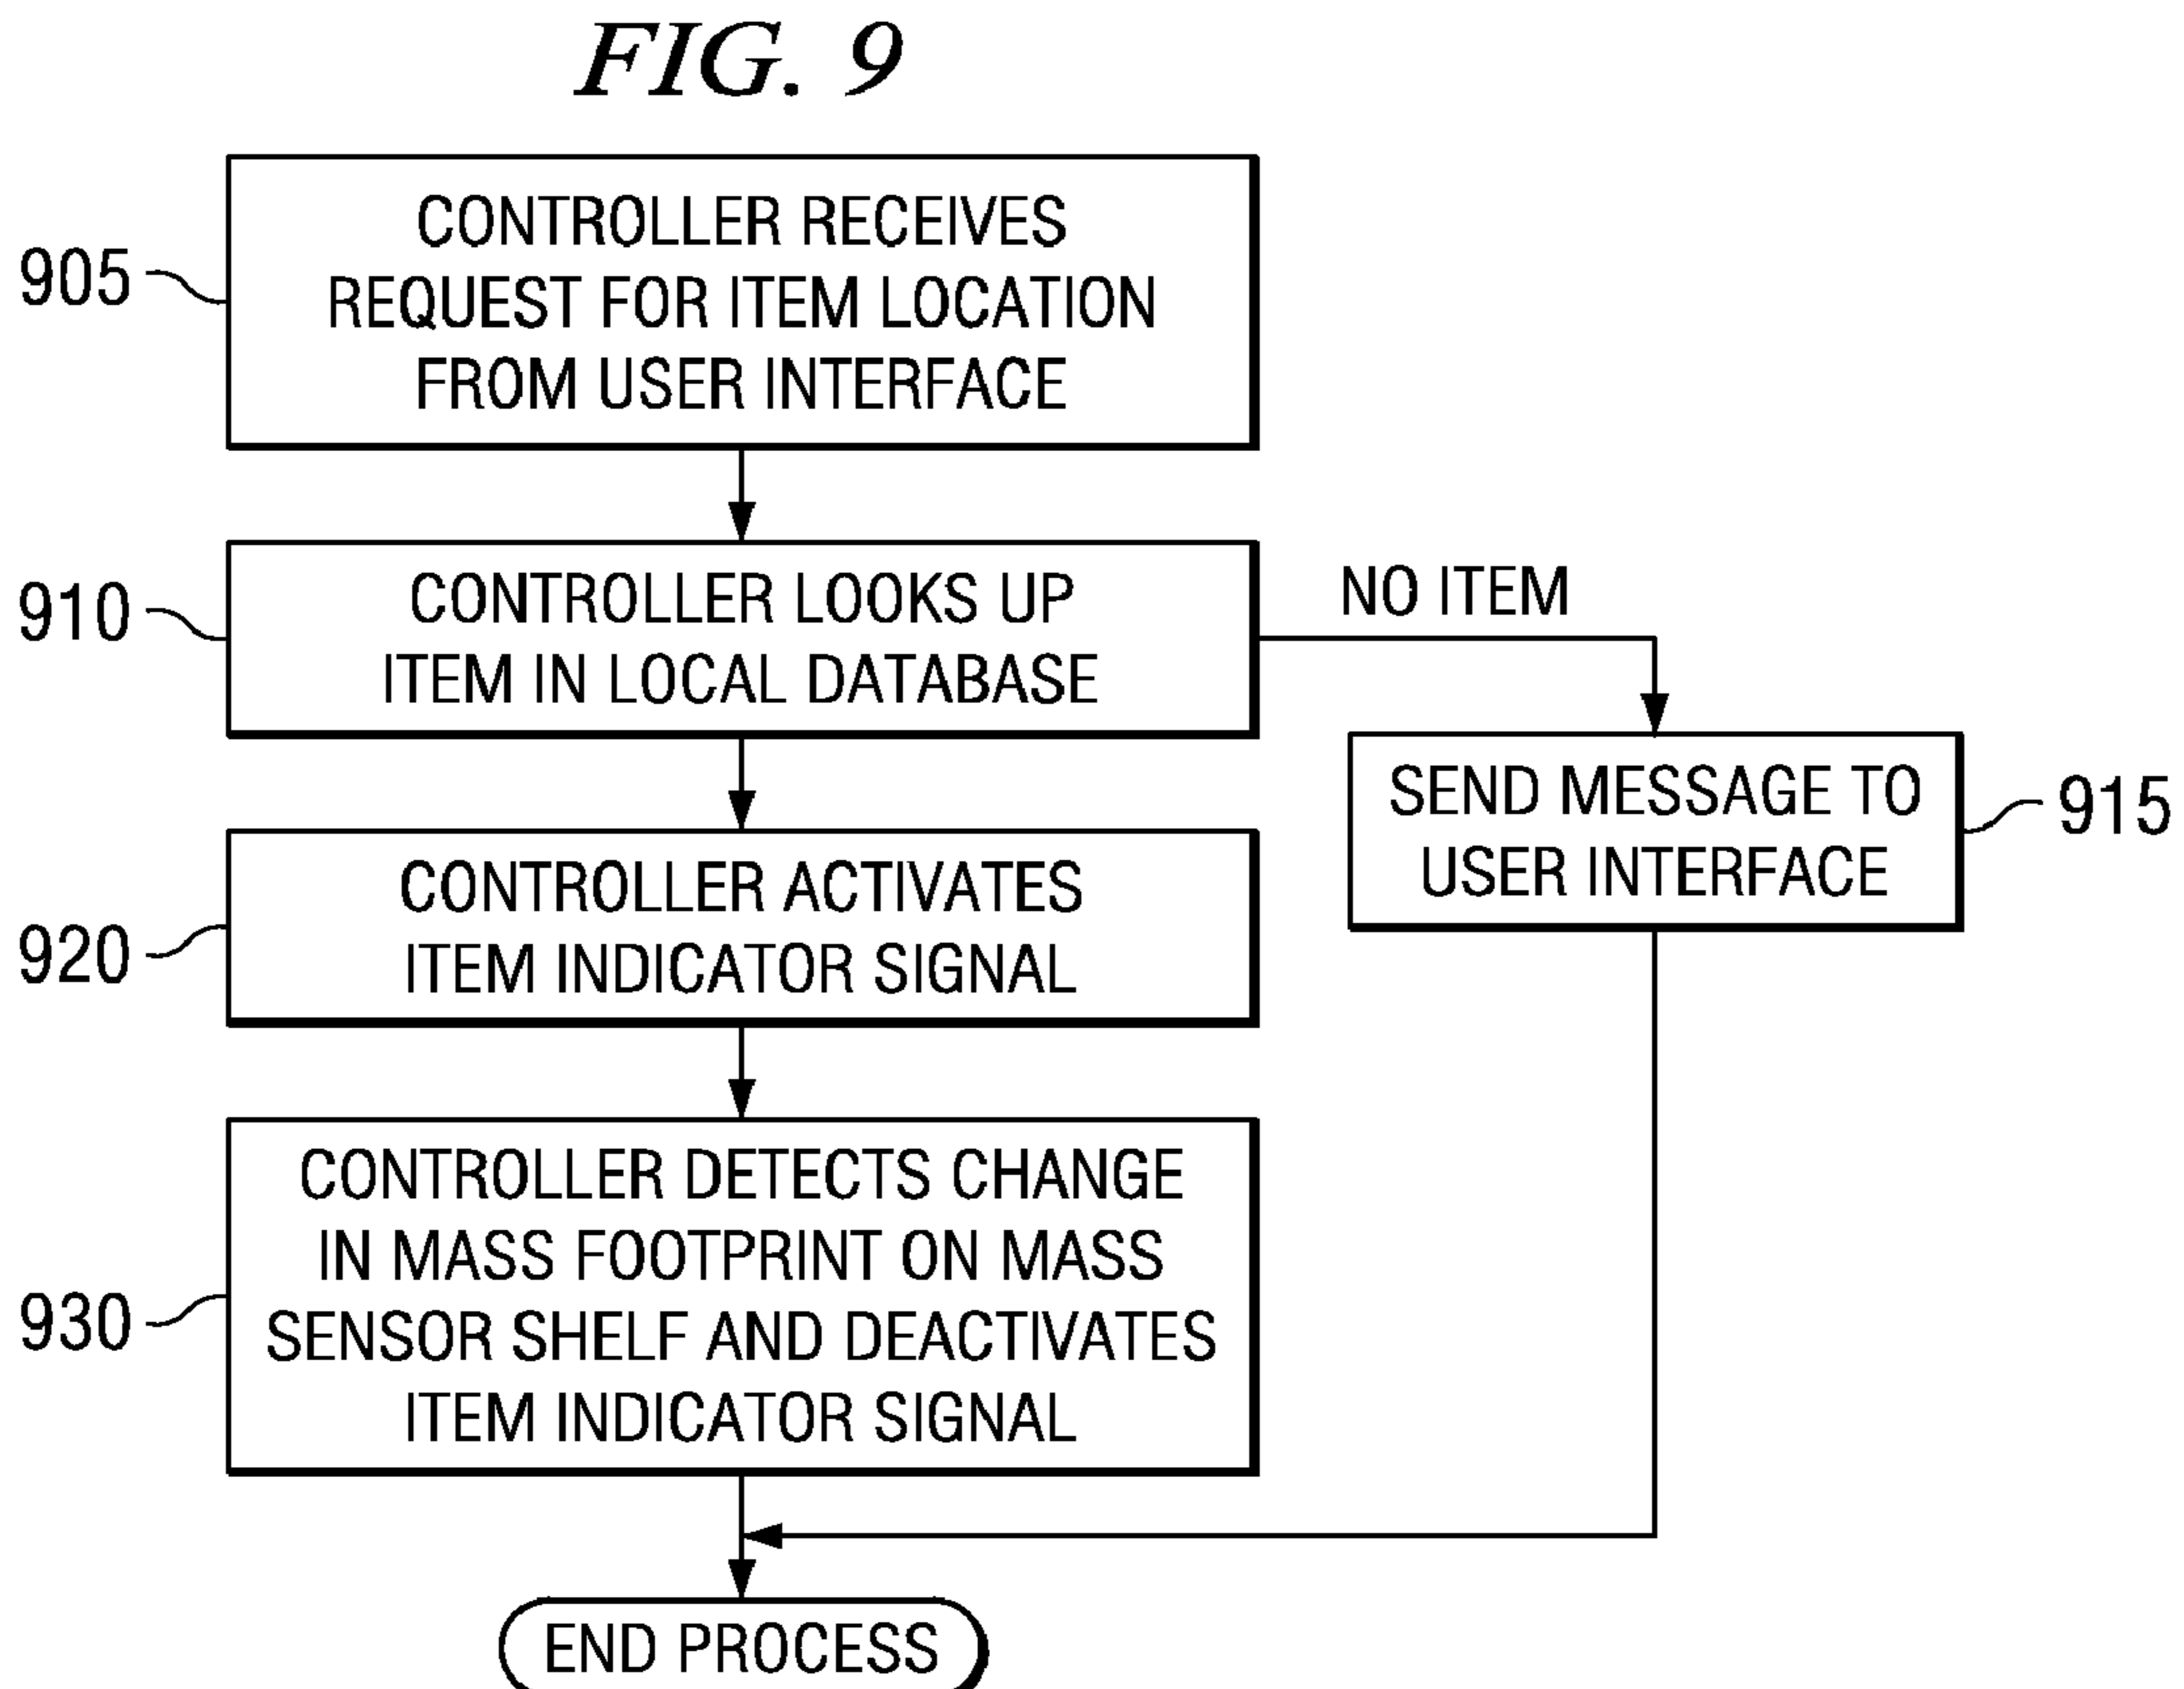 FIG. 9
905
CONTROLLER RECEIVES
REQUEST FOR ITEM LOCATION
FROM USER INTERFACE
910
CONTROLLER LOOKS UP
ITEM IN LOCAL DATABASE
NO ITEM
SEND MESSAGE TO
USER INTERFACE
915
920
CONTROLLER ACTIVATES
ITEM INDICATOR SIGNAL
930
CONTROLLER DETECTS CHANGE
IN MASS FOOTPRINT ON MASS
SENSOR SHELF AND DEACTIVATES
ITEM INDICATOR SIGNAL
END PROCESS